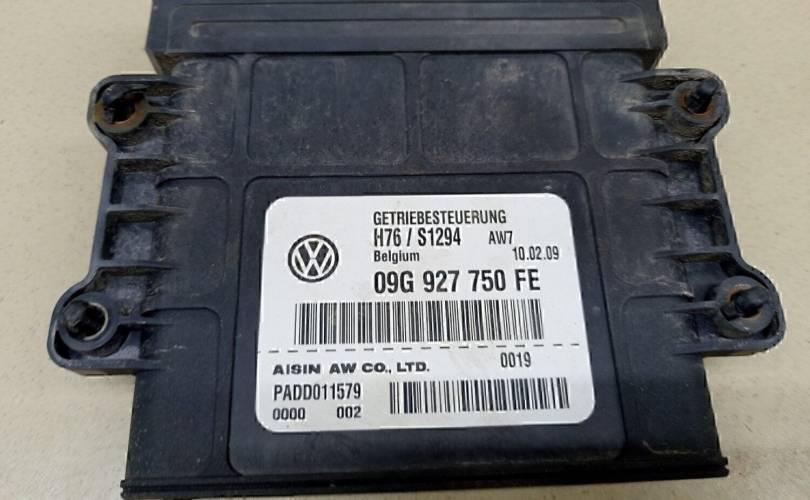 GETRIEBESTEUERUNG
H76 / S1294 AW7
Belgium 10.02.09
09G 927 750 FE
AISIN AW CO., LTD. 0019
PADD011579
0000 002